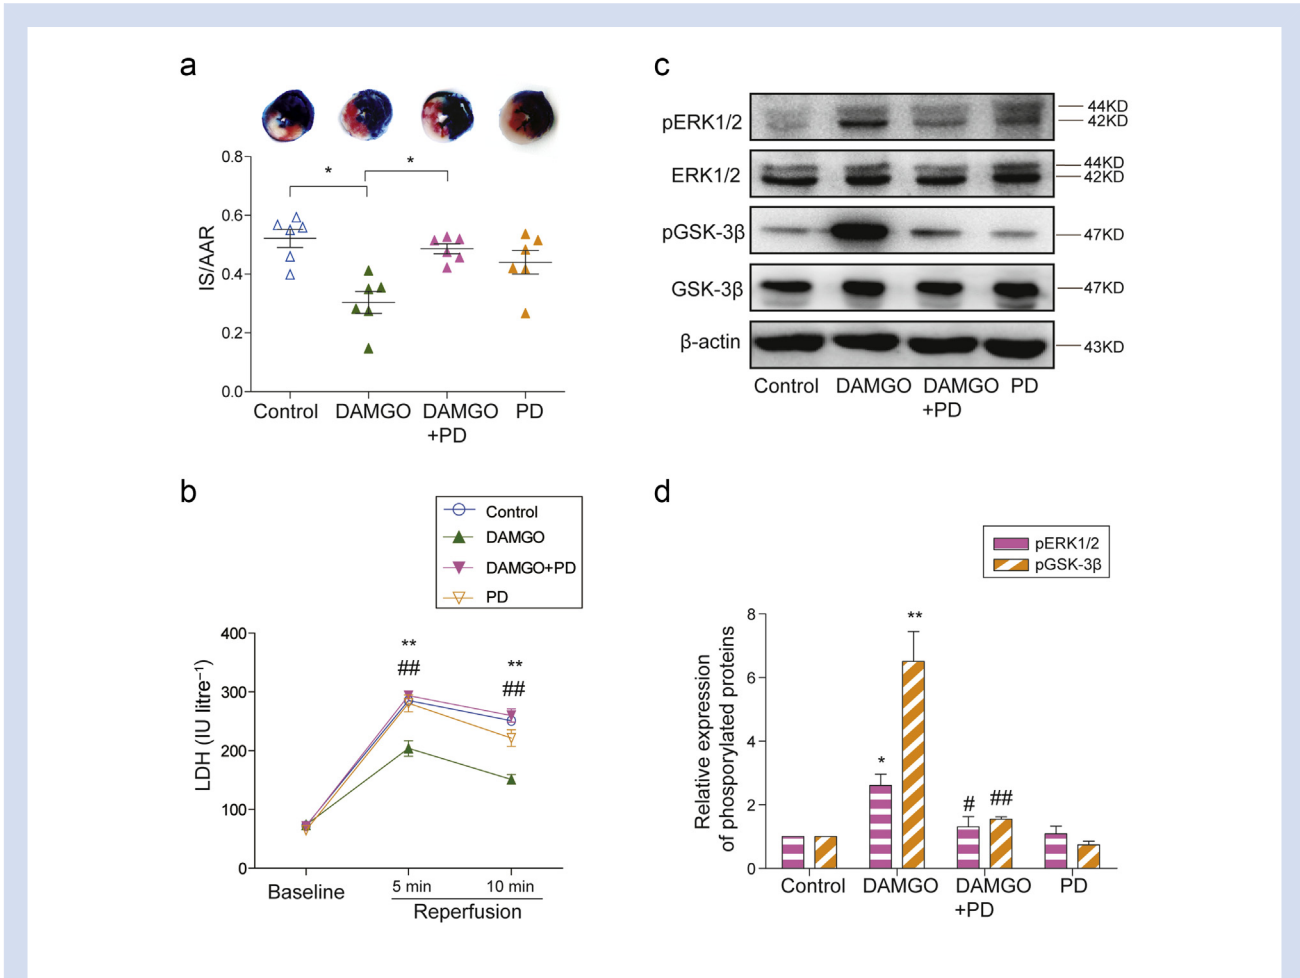 a
*
*
0.8
0.6
0.4
0.2
0.0
IS/AAR
Control
DAMGO
DAMGO
+PD
PD
c
pERK1/2
44KD
42KD
ERK1/2
44KD
42KD
pGSK-3β
47KD
GSK-3β
47KD
β-actin
43KD
Control
DAMGO
DAMGO
+PD
PD
b
Control
DAMGO
DAMGO+PD
PD
400
300
200
100
0
LDH (IU litre⁻¹)
**
##
**
##
Baseline
5 min
10 min
Reperfusion
d
pERK1/2
pGSK-3β
8
6
4
2
0
Relative expression
of phosporylated proteins
*
**
#
##
Control
DAMGO
DAMGO
+PD
PD